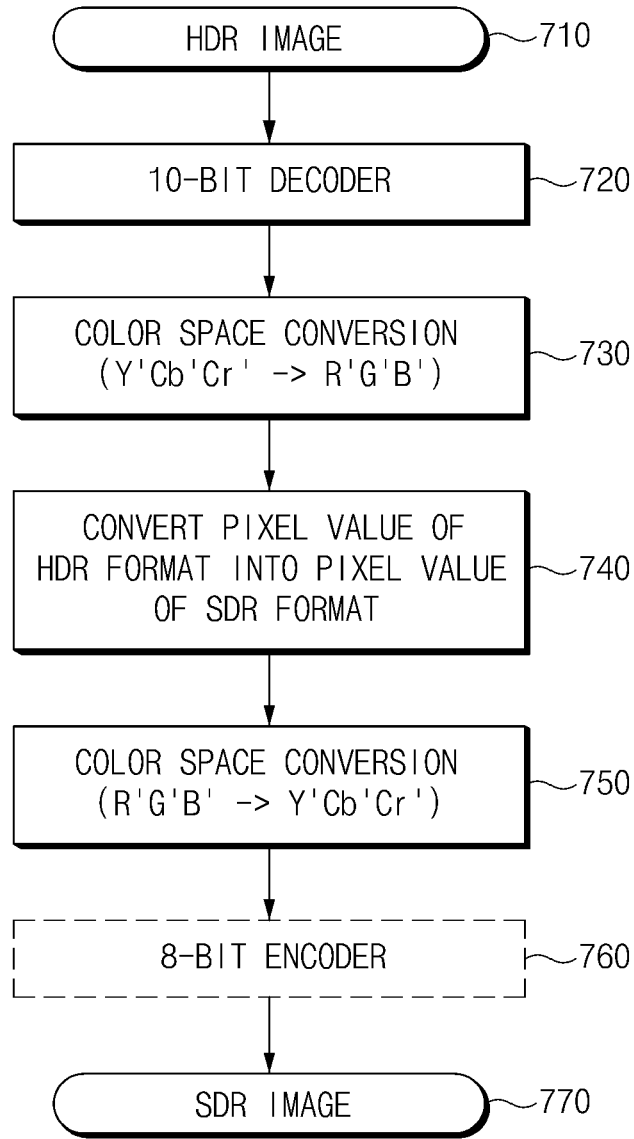 HDR IMAGE
710
10-BIT DECODER
720
COLOR SPACE CONVERSION
(Y'Cb'Cr' -> R'G'B')
730
CONVERT PIXEL VALUE OF
HDR FORMAT INTO PIXEL VALUE
OF SDR FORMAT
740
COLOR SPACE CONVERSION
(R'G'B' -> Y'Cb'Cr')
750
8-BIT ENCODER
760
SDR IMAGE
770